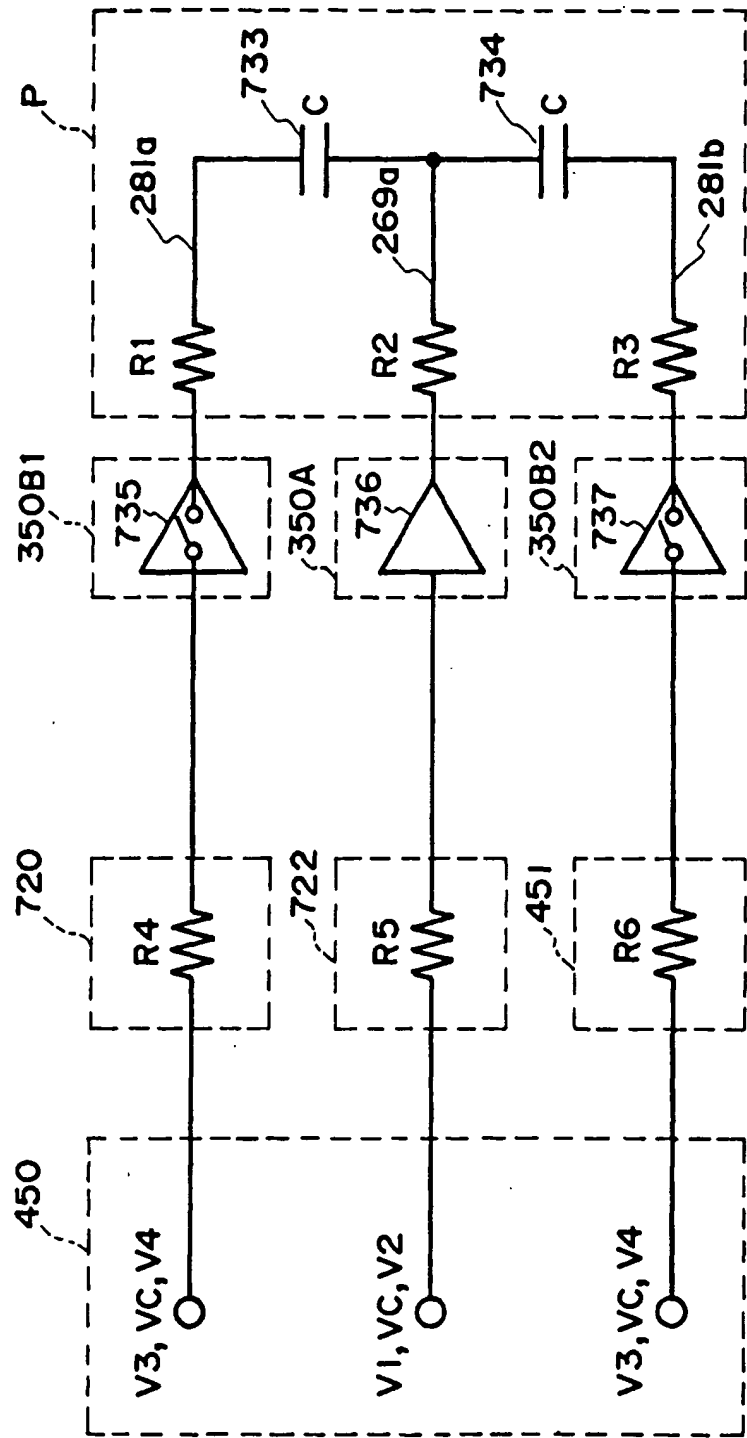 450
V3, VC, V4
V1, VC, V2
V3, VC, V4
720
R4
722
R5
451
R6
350B1
735
350A
736
350B2
737
P
R1
281a
733
C
R2
269a
734
C
R3
281b